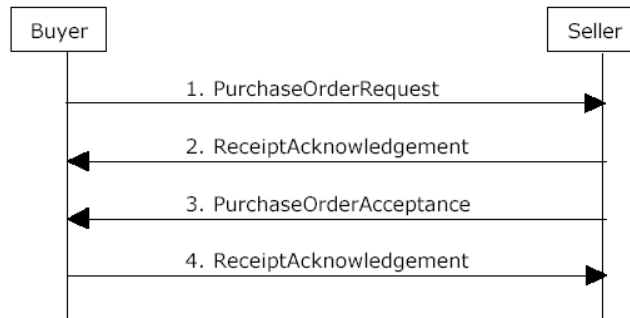 Buyer
Seller
1. PurchaseOrderRequest
2. ReceiptAcknowledgement
3. PurchaseOrderAcceptance
4. ReceiptAcknowledgement